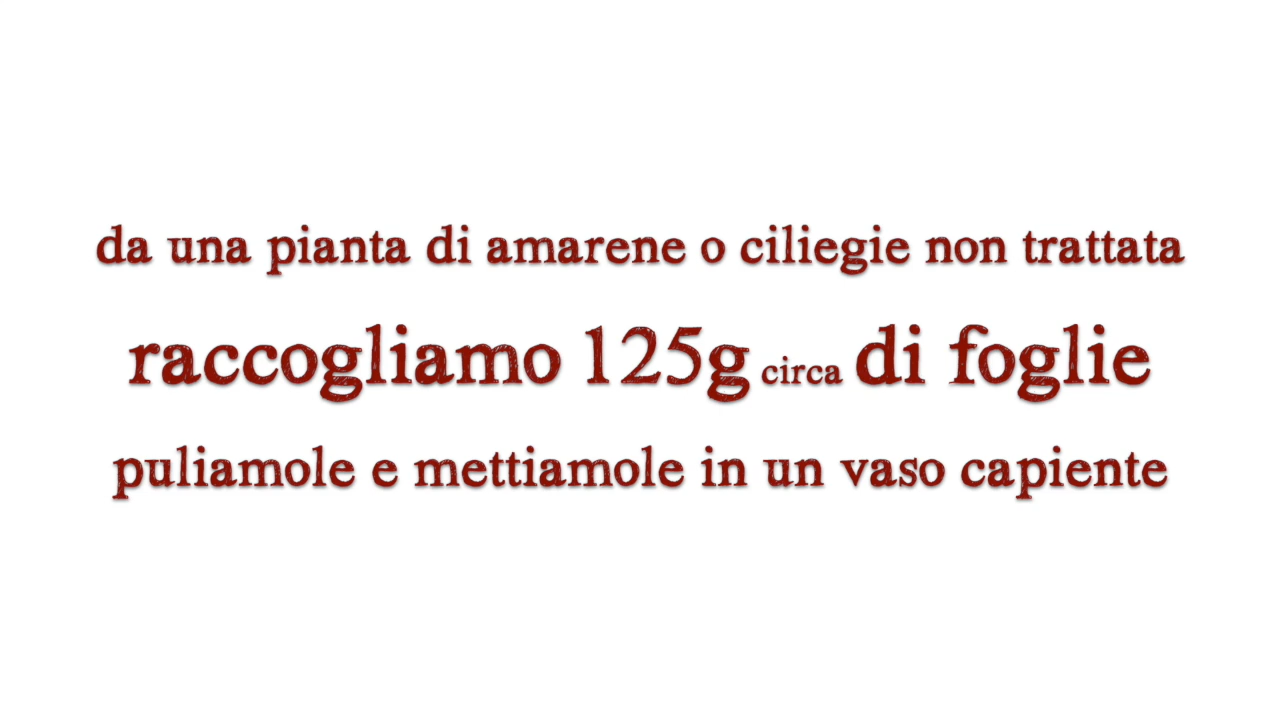 da una pianta di amarene o ciliegie non trattata
raccogliamo 125g circa di foglie
puliamole e mettiamole in un vaso capiente